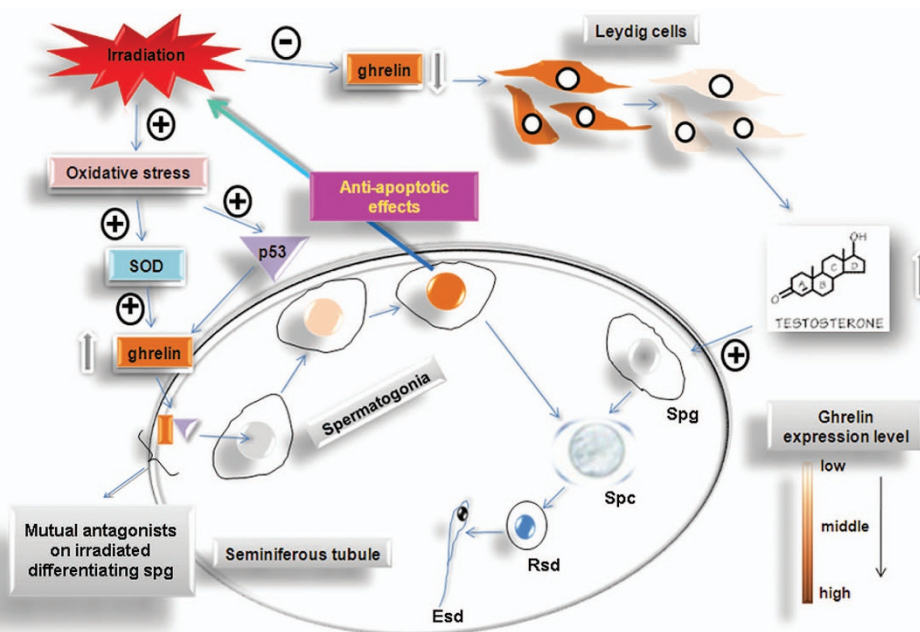 Irradiation
−
ghrelin
Leydig cells
+
Oxidative stress
+
+
Anti-apoptotic
effects
SOD
p53
+
ghrelin
OH
A
B
C
D
O
TESTOSTERONE
+
Spermatogonia
Spg
Spc
Rsd
Esd
Seminiferous tubule
Mutual antagonists
on irradiated
differentiating spg
Ghrelin
expression level
low
middle
high